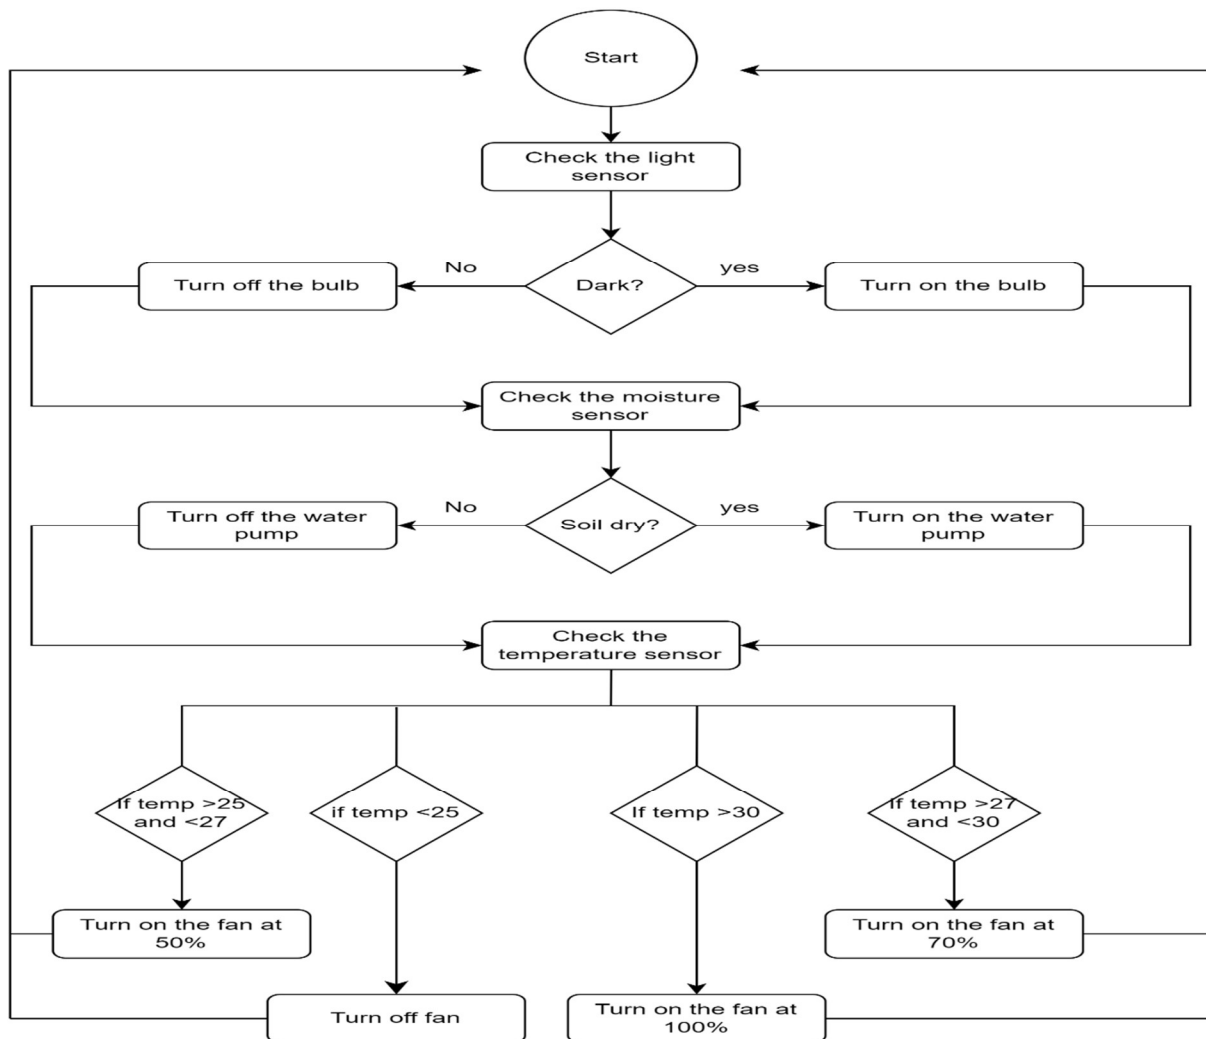 Start
Check the light
sensor
No
yes
Turn off the bulb
Dark?
Turn on the bulb
Check the moisture
sensor
No
yes
Turn off the water
pump
Soil dry?
Turn on the water
pump
Check the
temperature sensor
If temp >25
and <27
if temp <25
If temp >30
If temp >27
and <30
Turn on the fan at
50%
Turn on the fan at
70%
Turn off fan
Turn on the fan at
100%